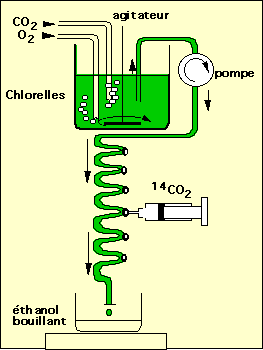 agitateur
CO2
O2
pompe
Chlorelles
14CO2
éthanol
bouillant